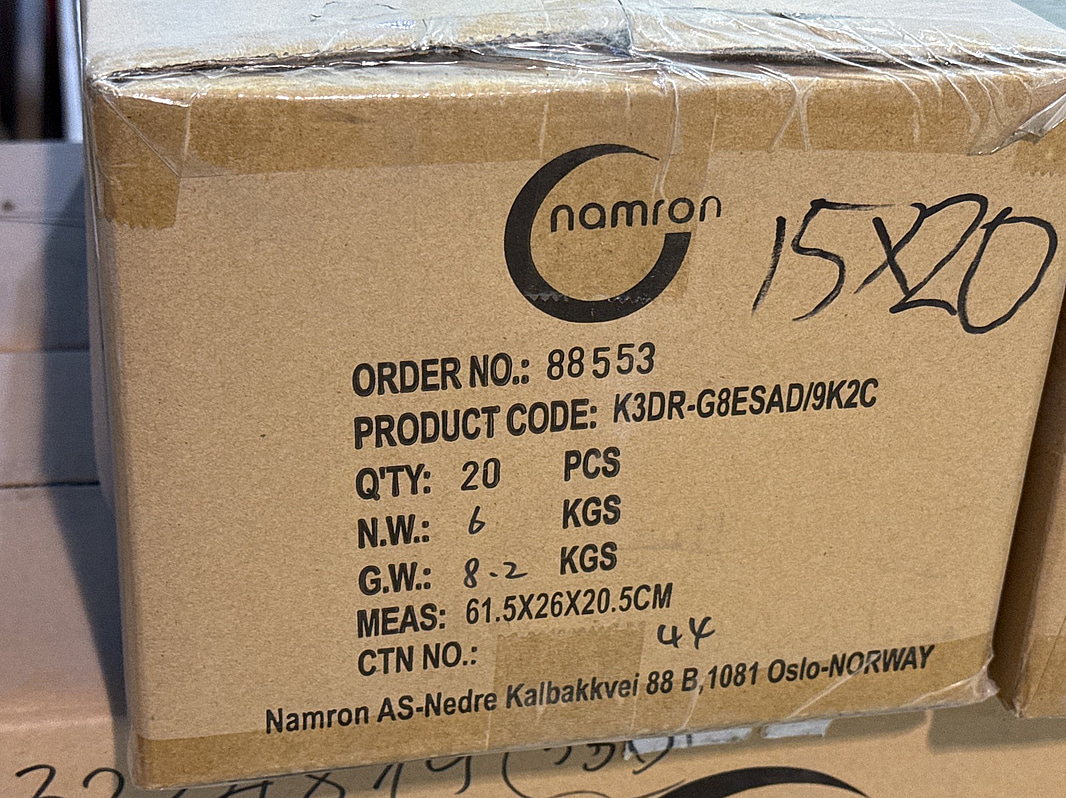 namron
15X20
ORDER NO.: 88553
PRODUCT CODE: K3DR-G8ESAD/9K2C
Q'TY: 20 PCS
N.W.: 6 KGS
G.W.: 8.2 KGS
MEAS: 61.5X26X20.5CM
CTN NO.: 44
Namron AS-Nedre Kalbakkvei 88 B,1081 Oslo-NORWAY